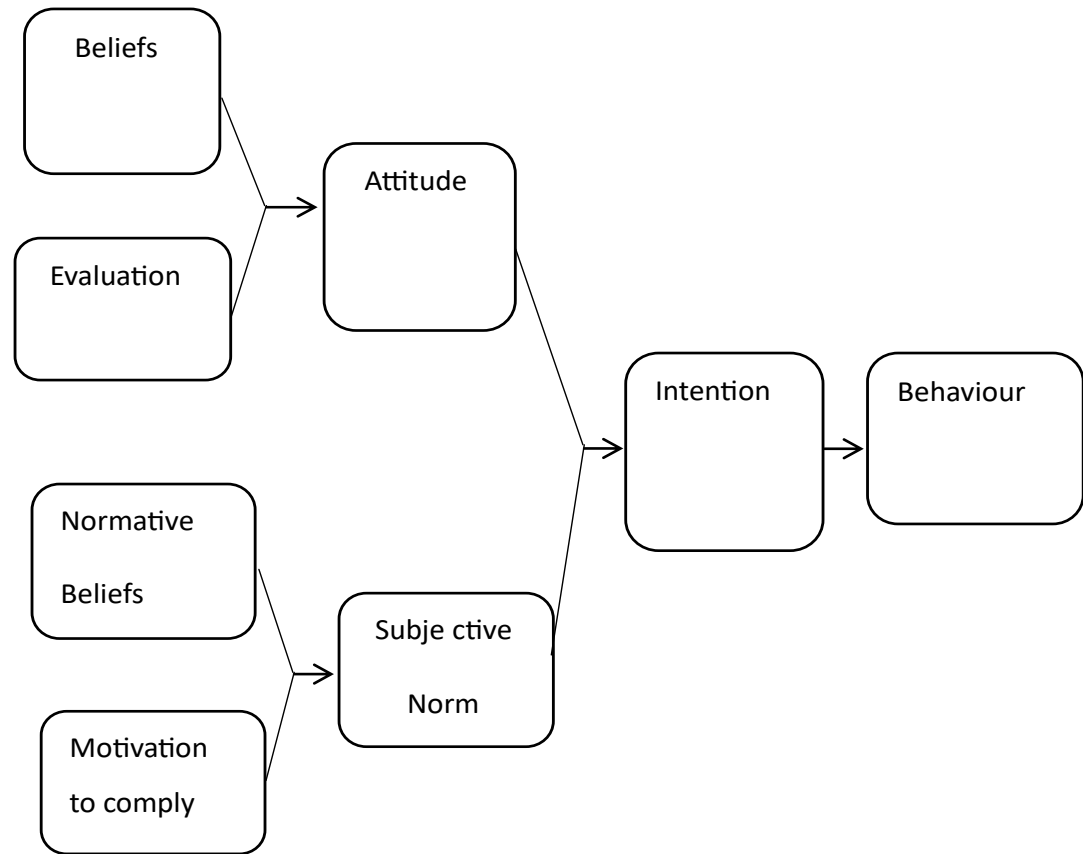 Beliefs
Evaluation
Attitude
Normative
Beliefs
Motivation
to comply
Subje ctive
Norm
Intention
Behaviour